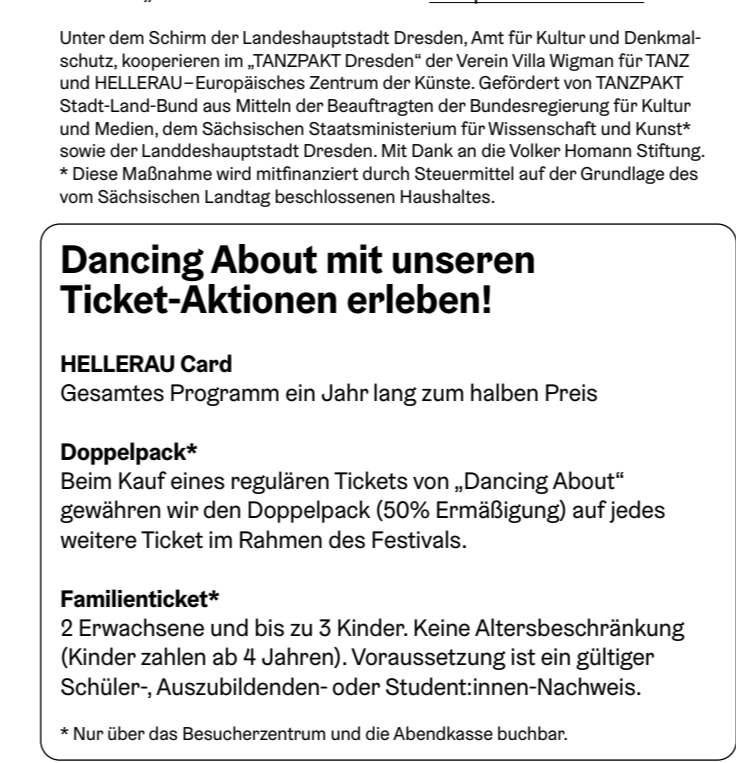 Unter dem Schirm der Landeshauptstadt Dresden, Amt für Kultur und Denkmal-
schutz, kooperieren im „TANZPAKT Dresden“ der Verein Villa Wigman für TANZ
und HELLERAU–Europäisches Zentrum der Künste. Gefördert von TANZPAKT
Stadt-Land-Bund aus Mitteln der Beauftragten der Bundesregierung für Kultur
und Medien, dem Sächsischen Staatsministerium für Wissenschaft und Kunst*
sowie der Landdeshauptstadt Dresden. Mit Dank an die Volker Homann Stiftung.
* Diese Maßnahme wird mitfinanziert durch Steuermittel auf der Grundlage des
vom Sächsischen Landtag beschlossenen Haushaltes.
Dancing About mit unseren
Ticket-Aktionen erleben!
HELLERAU Card
Gesamtes Programm ein Jahr lang zum halben Preis
Doppelpack*
Beim Kauf eines regulären Tickets von „Dancing About“
gewähren wir den Doppelpack (50% Ermäßigung) auf jedes
weitere Ticket im Rahmen des Festivals.
Familienticket*
2 Erwachsene und bis zu 3 Kinder. Keine Altersbeschränkung
(Kinder zahlen ab 4 Jahren). Voraussetzung ist ein gültiger
Schüler-, Auszubildenden- oder Student:innen-Nachweis.
* Nur über das Besucherzentrum und die Abendkasse buchbar.